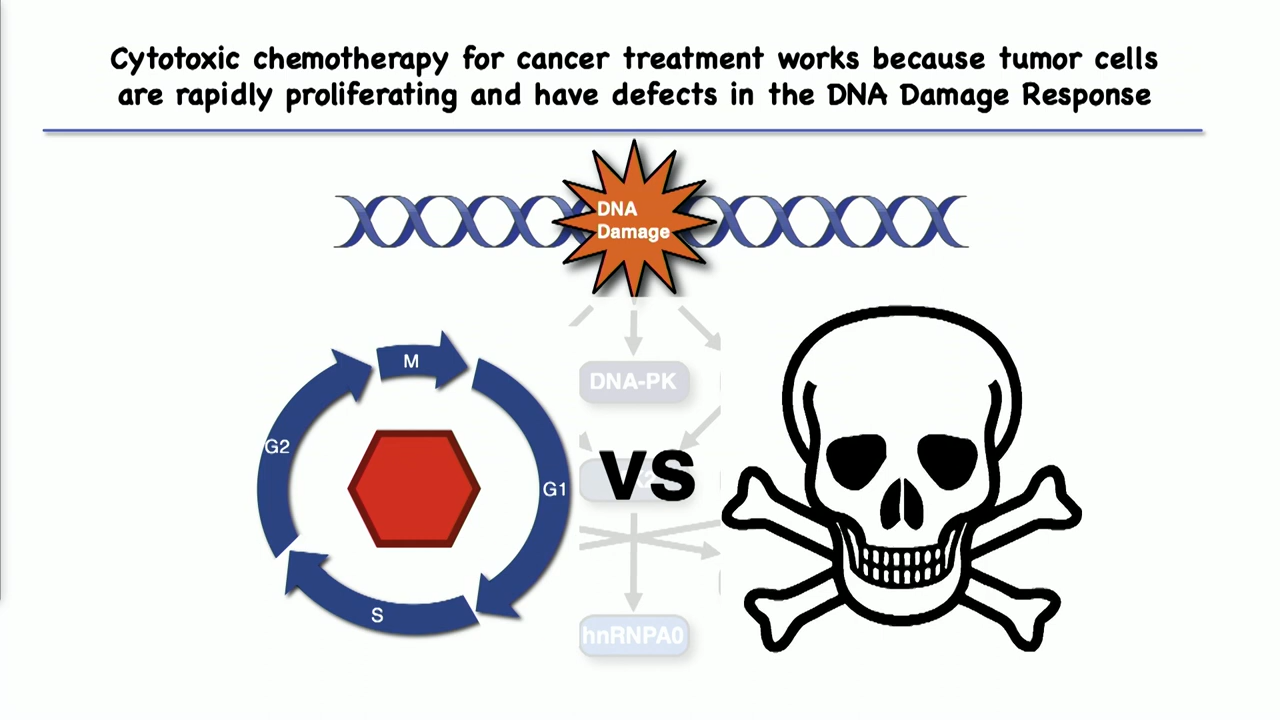 Cytotoxic chemotherapy for cancer treatment works because tumor cells
are rapidly proliferating and have defects in the DNA Damage Response
DNA
Damage
M
DNA-PK
G2
VS
G1
S
hnRNPA0